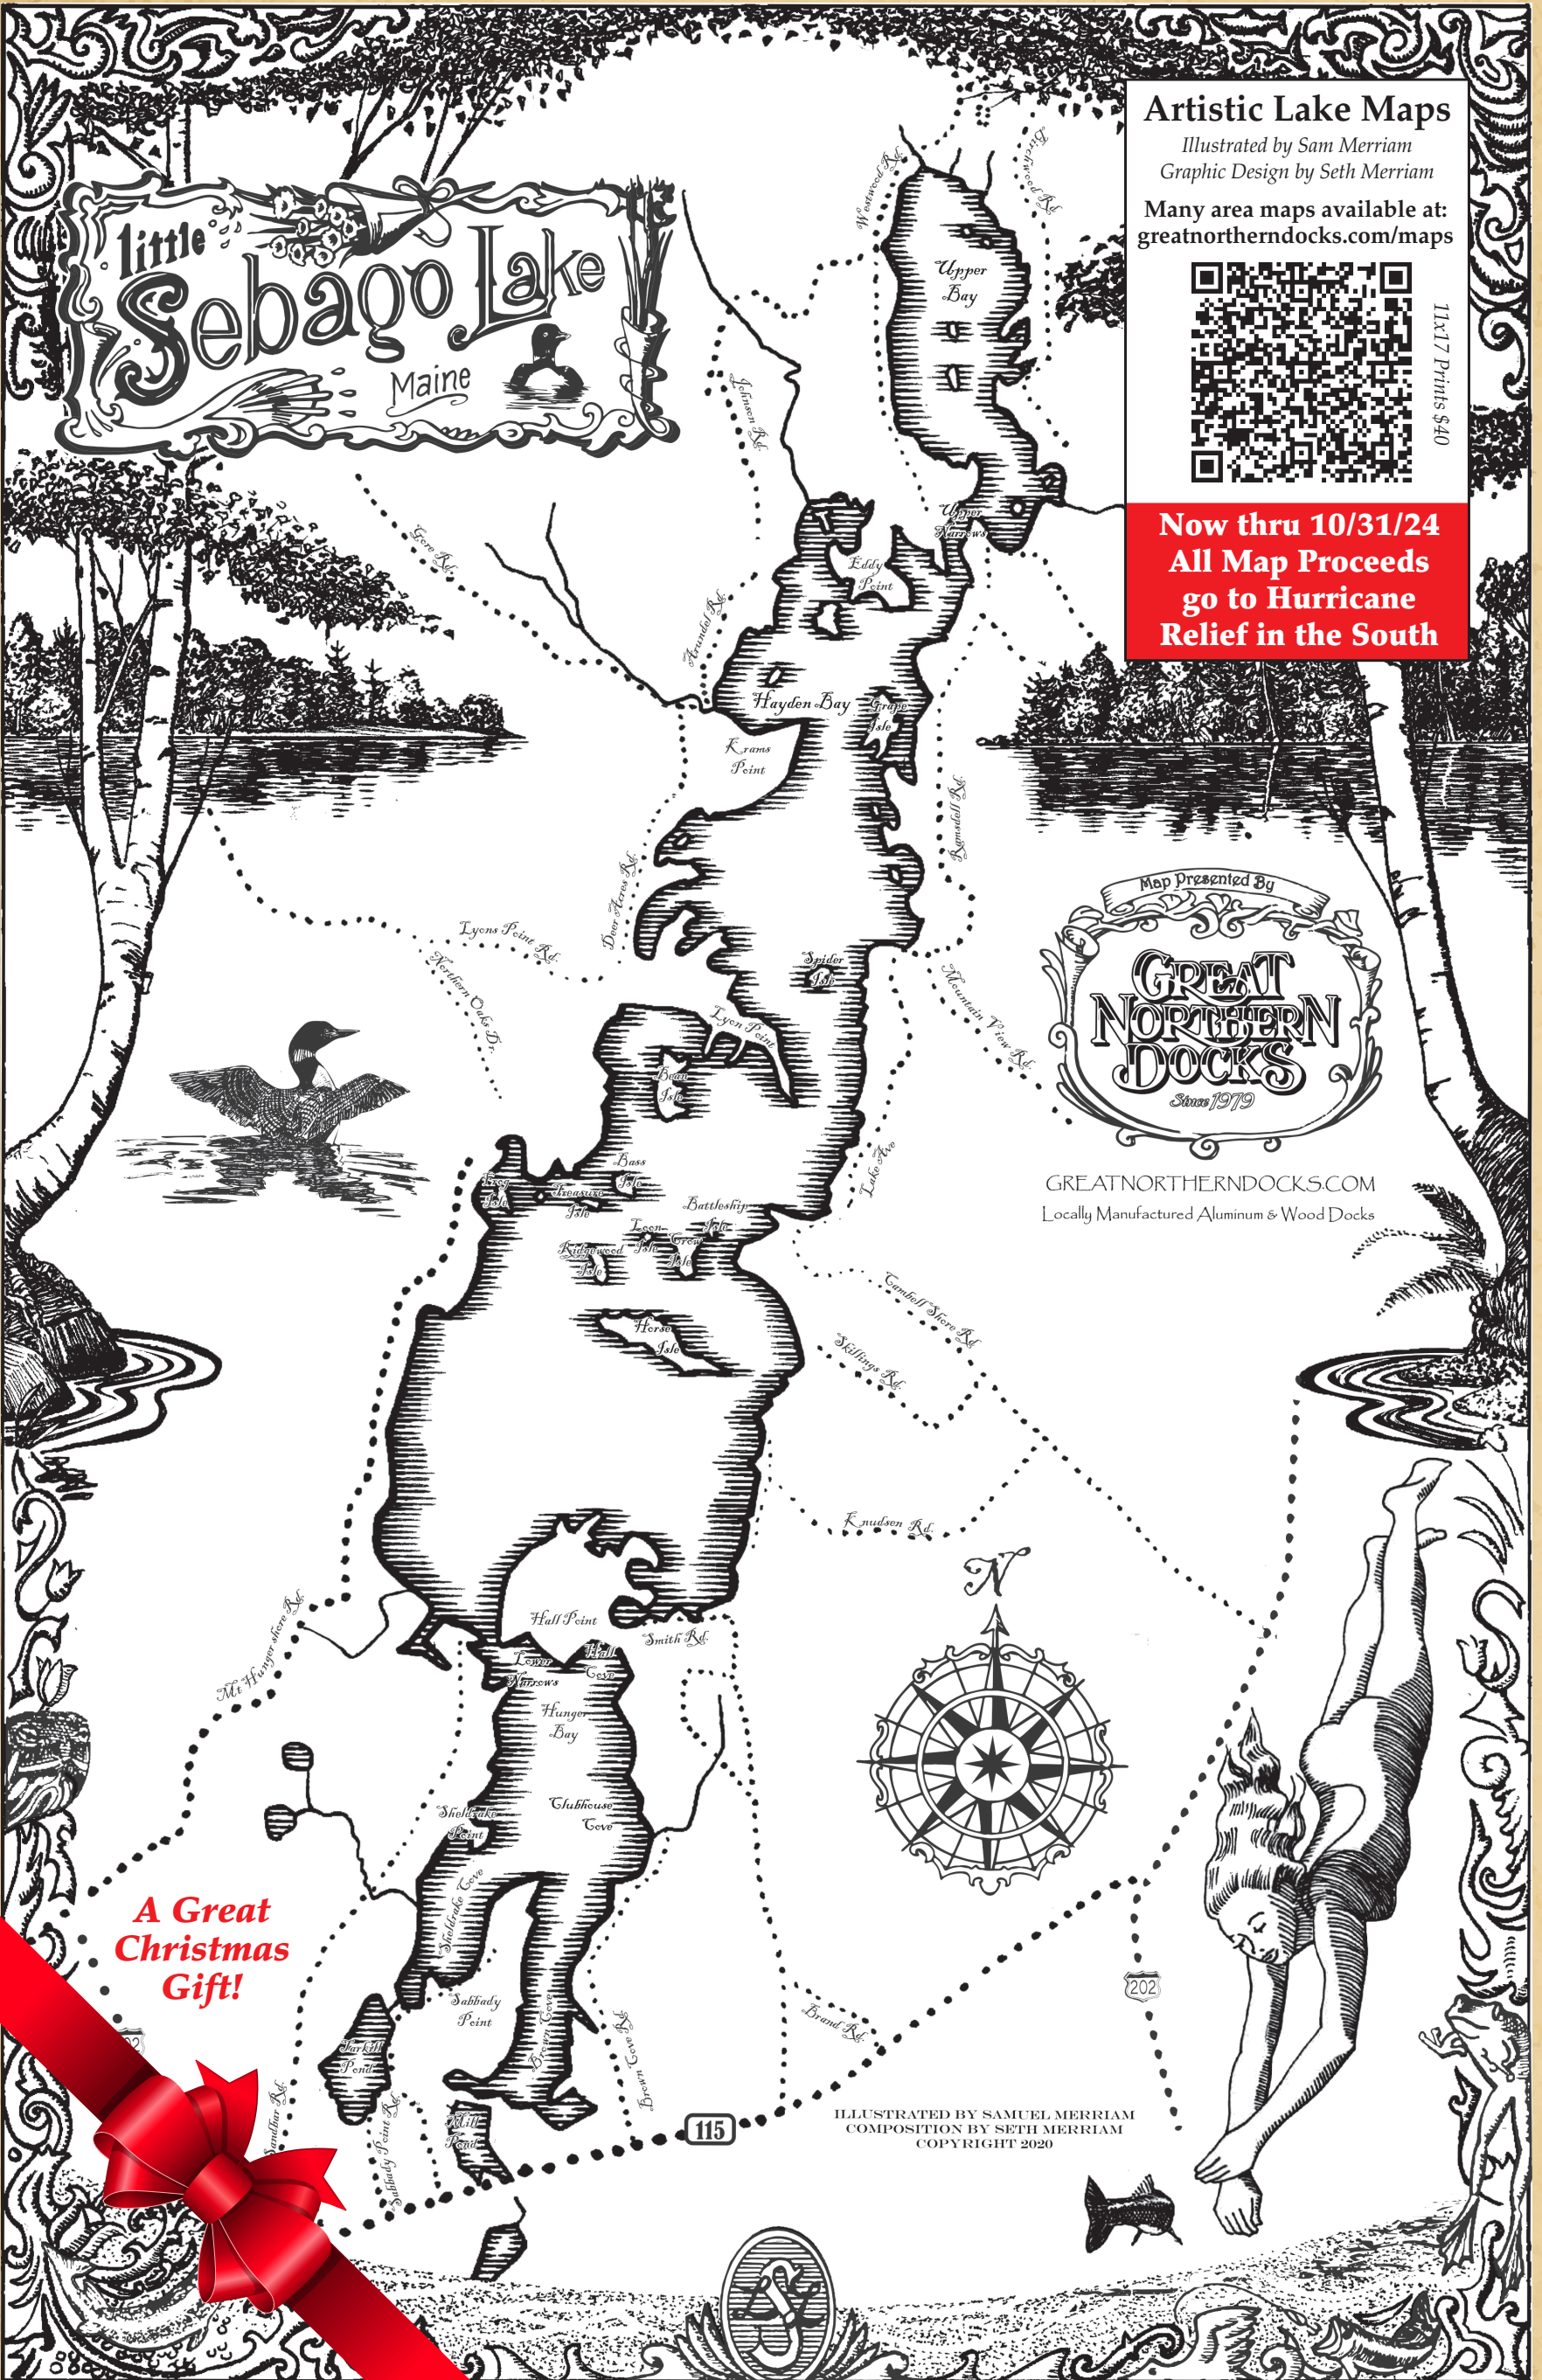 Artistic Lake Maps
Illustrated by Sam Merriam
Graphic Design by Seth Merriam
Many area maps available at:
greatnortherndocks.com/maps
11x17 Prints $40
Now thru 10/31/24
All Map Proceeds
go to Hurricane
Relief in the South
little
Sebago Lake
Maine
Westwood Rd.
Birchwood Rd.
Upper
Bay
Johnson Rd.
Gore Rd.
Upper
Narrows
Eddy
Point
Arundel Rd.
Hayden Bay
Grape
Isle
Krams
Point
Ramsdell Rd.
Deer Acres Rd.
Lyons Point Rd.
Northern Oaks Dr.
Spider
Isle
Mountain View Rd.
Lyon Point
Bean
Isle
Map Presented By
GREAT
NORTHERN
DOCKS
Since 1979
GREATNORTHERNDOCKS.COM
Locally Manufactured Aluminum & Wood Docks
Lake Ave
Bass
Isle
Frog
Isle
Treasure
Isle
Battleship
Isle
Loon
Isle
Crow
Isle
Ridgewood
Isle
Horse
Isle
Cambell Shore Rd.
Skillings Rd.
Knudsen Rd.
N
Hall Point
Smith Rd.
Hall
Cove
Lower
Narrows
Mt Hunger shore Rd.
Hunger
Bay
Clubhouse
Cove
Sheldrake
Point
Sheldrake Cove
A Great
Christmas
Gift!
Sabbady
Point
Brown Cove
Brown Cove Rd.
Brand Rd.
202
Tarkill
Pond
Mill
Pond
Sandbar Rd.
Sabbady Point Rd.
115
ILLUSTRATED BY SAMUEL MERRIAM
COMPOSITION BY SETH MERRIAM
COPYRIGHT 2020